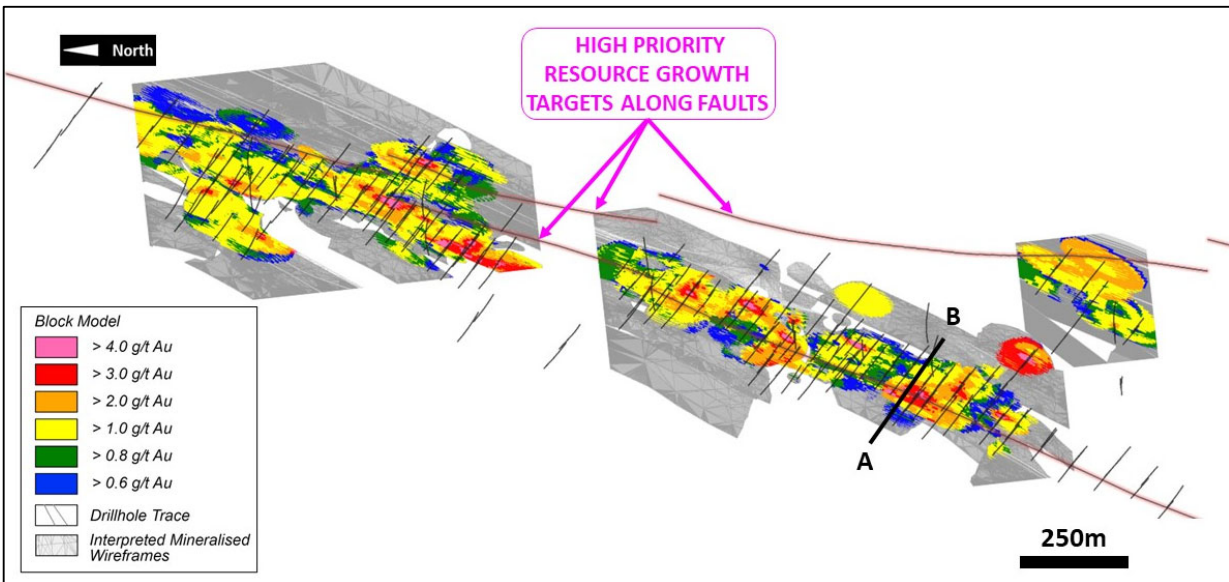 North
HIGH PRIORITY
RESOURCE GROWTH
TARGETS ALONG FAULTS
B
A
Block Model
> 4.0 g/t Au
> 3.0 g/t Au
> 2.0 g/t Au
> 1.0 g/t Au
> 0.8 g/t Au
> 0.6 g/t Au
Drillhole Trace
Interpreted Mineralised
Wireframes
250m